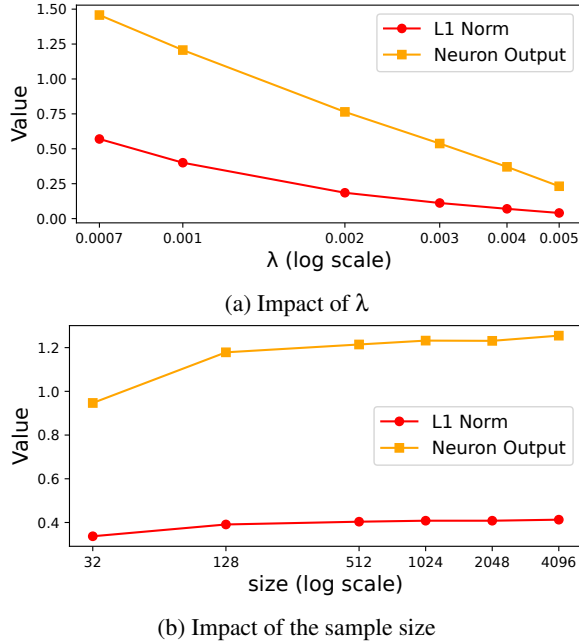 1.50
1.25
1.00
0.75
0.50
0.25
0.00
Value
L1 Norm
Neuron Output
0.0007 0.001 0.002 0.003 0.004 0.005
λ (log scale)
(a) Impact of λ
1.2
1.0
0.8
0.6
0.4
Value
L1 Norm
Neuron Output
32 128 512 1024 2048 4096
size (log scale)
(b) Impact of the sample size